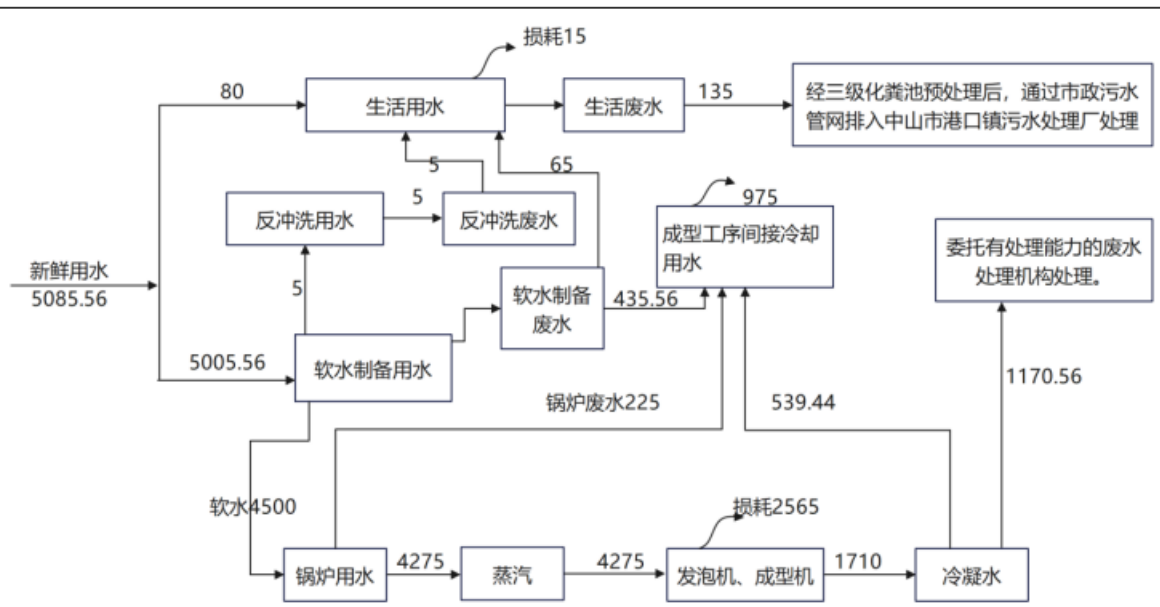 损耗15
80
生活用水
生活废水
135
经三级化粪池预处理后，通过市政污水
管网排入中山市港口镇污水处理厂处理
5
65
5
反冲洗用水
反冲洗废水
975
成型工序间接冷却
用水
委托有处理能力的废水
处理机构处理。
新鲜用水
5085.56
5
软水制备
废水
435.56
5005.56
软水制备用水
1170.56
锅炉废水225
539.44
软水4500
损耗2565
锅炉用水
4275
蒸汽
4275
发泡机、成型机
1710
冷凝水